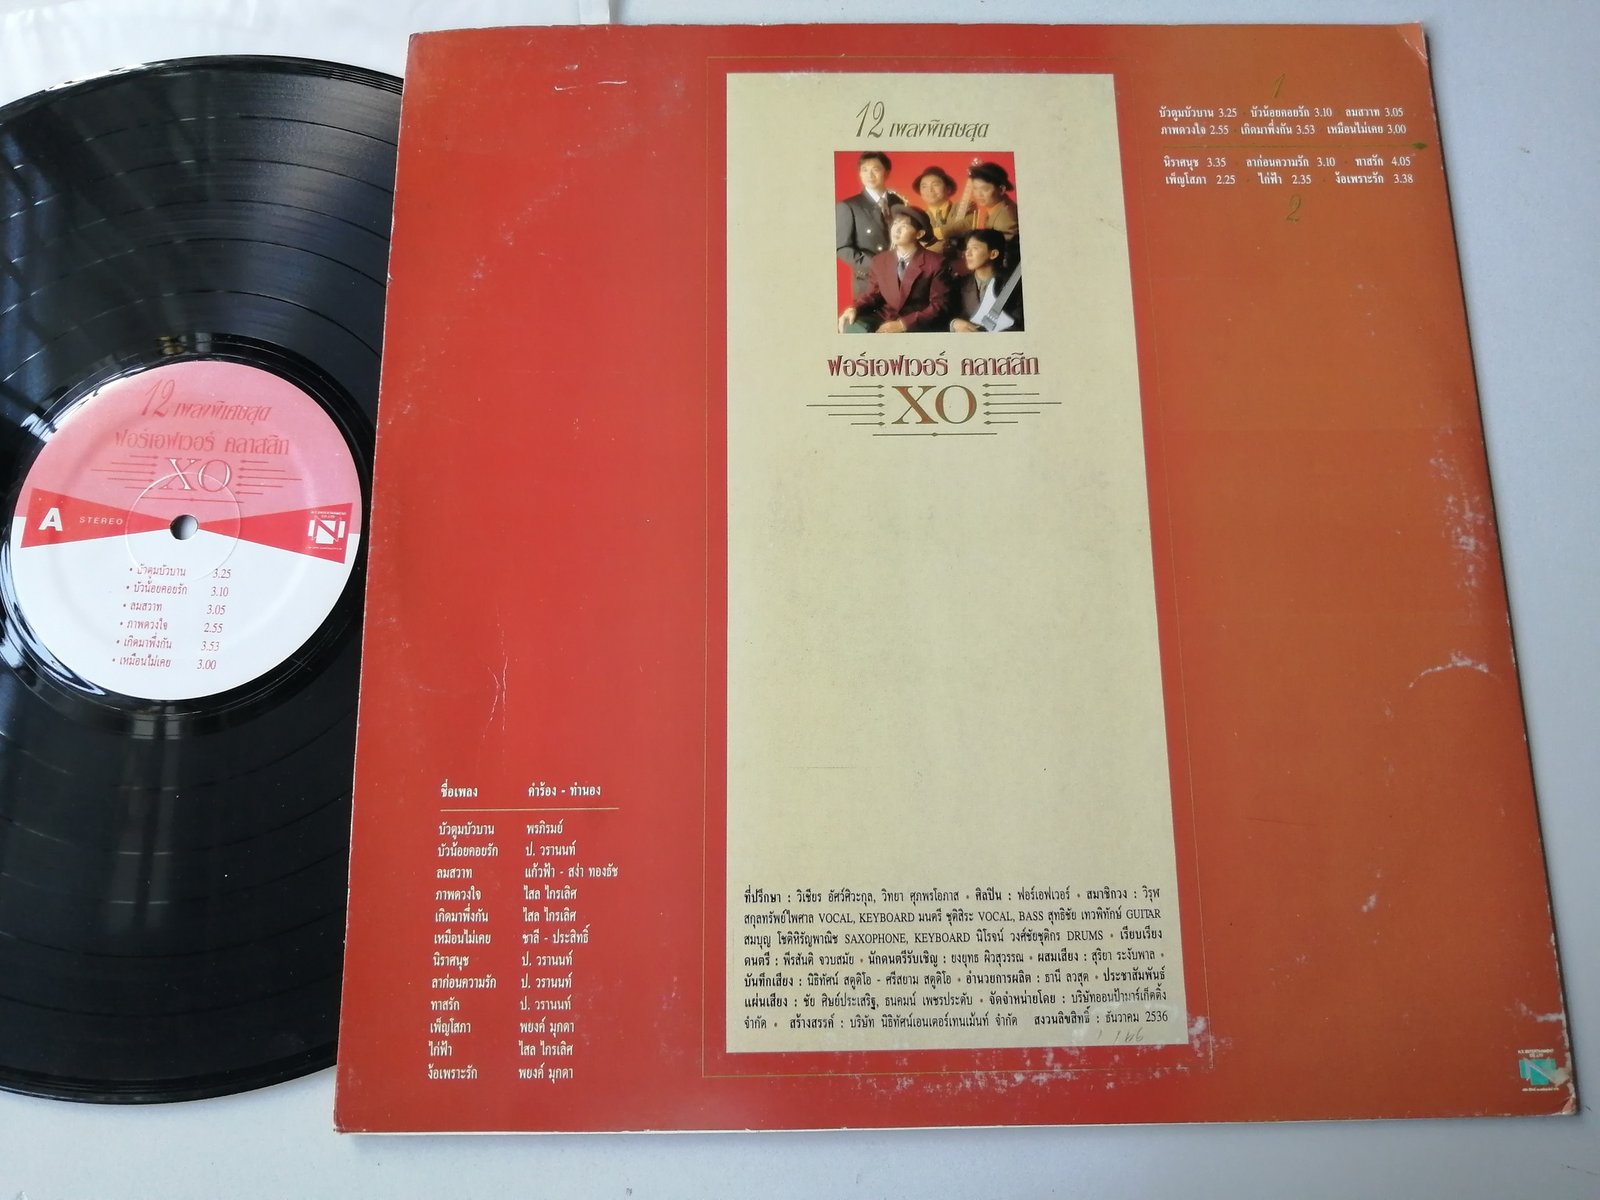 12 เพลงพิเศษสุด
ฟอร์เอฟเวอร์ คลาสสิก
XO
A STEREO
N
• บัวตูมบัวบาน 3.25
• บัวน้อยคอยรัก 3.10
• ลมสวาท 3.05
• ภาพดวงใจ 2.55
• เกิดมาพึ่งกัน 3.53
• เหมือนไม่เคย 3.00
12 เพลงพิเศษสุด
ฟอร์เอฟเวอร์ คลาสสิก
XO
1
บัวตูมบัวบาน 3.25 บัวน้อยคอยรัก 3.10 ลมสวาท 3.05
ภาพดวงใจ 2.55 เกิดมาพึ่งกัน 3.53 เหมือนไม่เคย 3.00
นิราศนุช 3.35 ลาก่อนความรัก 3.10 ทาสรัก 4.05
เพ็ญโสภา 2.25 ไก่ฟ้า 2.35 ง้อเพราะรัก 3.38
2
ชื่อเพลง คำร้อง - ทำนอง
บัวตูมบัวบาน พรภิรมย์
บัวน้อยคอยรัก ป. วรานนท์
ลมสวาท แก้วฟ้า - สง่า ทองธัช
ภาพดวงใจ ไสล ไกรเลิศ
เกิดมาพึ่งกัน ไสล ไกรเลิศ
เหมือนไม่เคย ชาลี - ประสิทธิ์
นิราศนุช ป. วรานนท์
ลาก่อนความรัก ป. วรานนท์
ทาสรัก ป. วรานนท์
เพ็ญโสภา พยงค์ มุกดา
ไก่ฟ้า ไสล ไกรเลิศ
ง้อเพราะรัก พยงค์ มุกดา
ที่ปรึกษา : วิเชียร อัศว์ศิวะกุล, วิทยา ศุภพรโอภาส • ศิลปิน : ฟอร์เอฟเวอร์ • สมาชิกวง : วิรุฬ
สกุลทรัพย์ไพศาล VOCAL, KEYBOARD มนตรี ชุติสิระ VOCAL, BASS สุทธิชัย เทวพิทักษ์ GUITAR
สมบุญ โชติหิรัญพาณิช SAXOPHONE, KEYBOARD นิโรจน์ วงศ์ชัยชุติกร DRUMS • เรียบเรียง
ดนตรี : พีรสันติ จวบสมัย • นักดนตรีรับเชิญ : ยงยุทธ ผิวสุวรรณ • ผสมเสียง : สุริยา ระงับพาล •
บันทึกเสียง : นิธิทัศน์ สตูดิโอ - ศรีสยาม สตูดิโอ • อำนวยการผลิต : ธานี ลวสุต • ประชาสัมพันธ์
แผ่นเสียง : ชัย ศิษย์ประเสริฐ, ธนคมน์ เพชรประดับ • จัดจำหน่ายโดย : บริษัทออนป้ามาร์เก็ตติ้ง
จำกัด • สร้างสรรค์ : บริษัท นิธิทัศน์เอนเตอร์เทนเม้นท์ จำกัด สงวนลิขสิทธิ์ : ธันวาคม 2536
N.T. ENTERTAINMENT
CO.,LTD
N